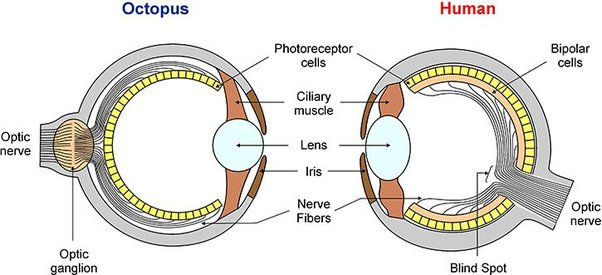 Octopus
Human
Photoreceptor
cells
Bipolar
cells
Ciliary
muscle
Optic
nerve
Lens
Iris
Nerve
Fibers
Optic
nerve
Optic
ganglion
Blind Spot